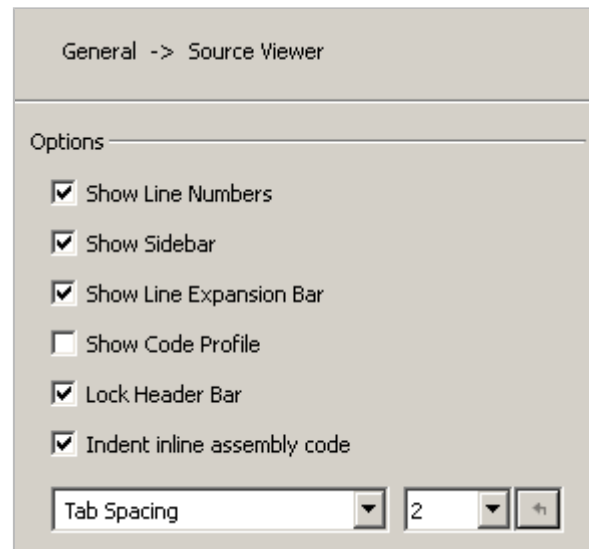 General -> Source Viewer
Options
Show Line Numbers
Show Sidebar
Show Line Expansion Bar
Show Code Profile
Lock Header Bar
Indent inline assembly code
Tab Spacing 2